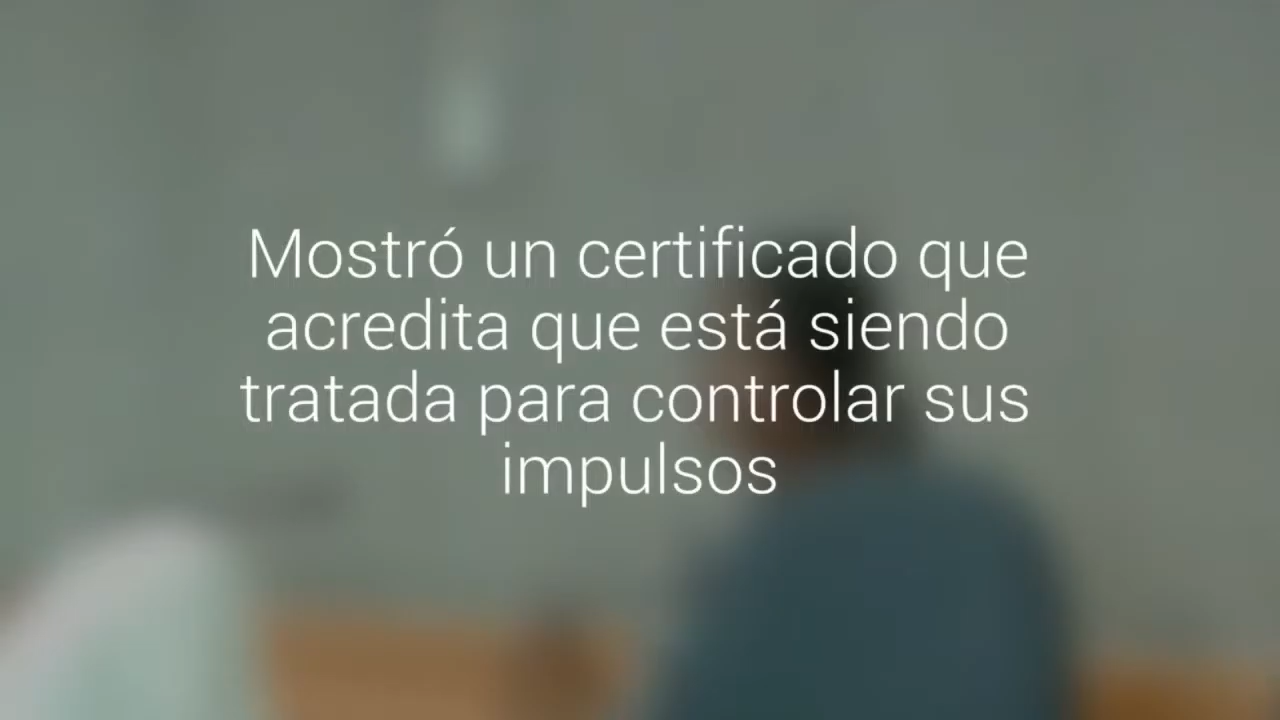 Mostró un certificado que
acredita que está siendo
tratada para controlar sus
impulsos